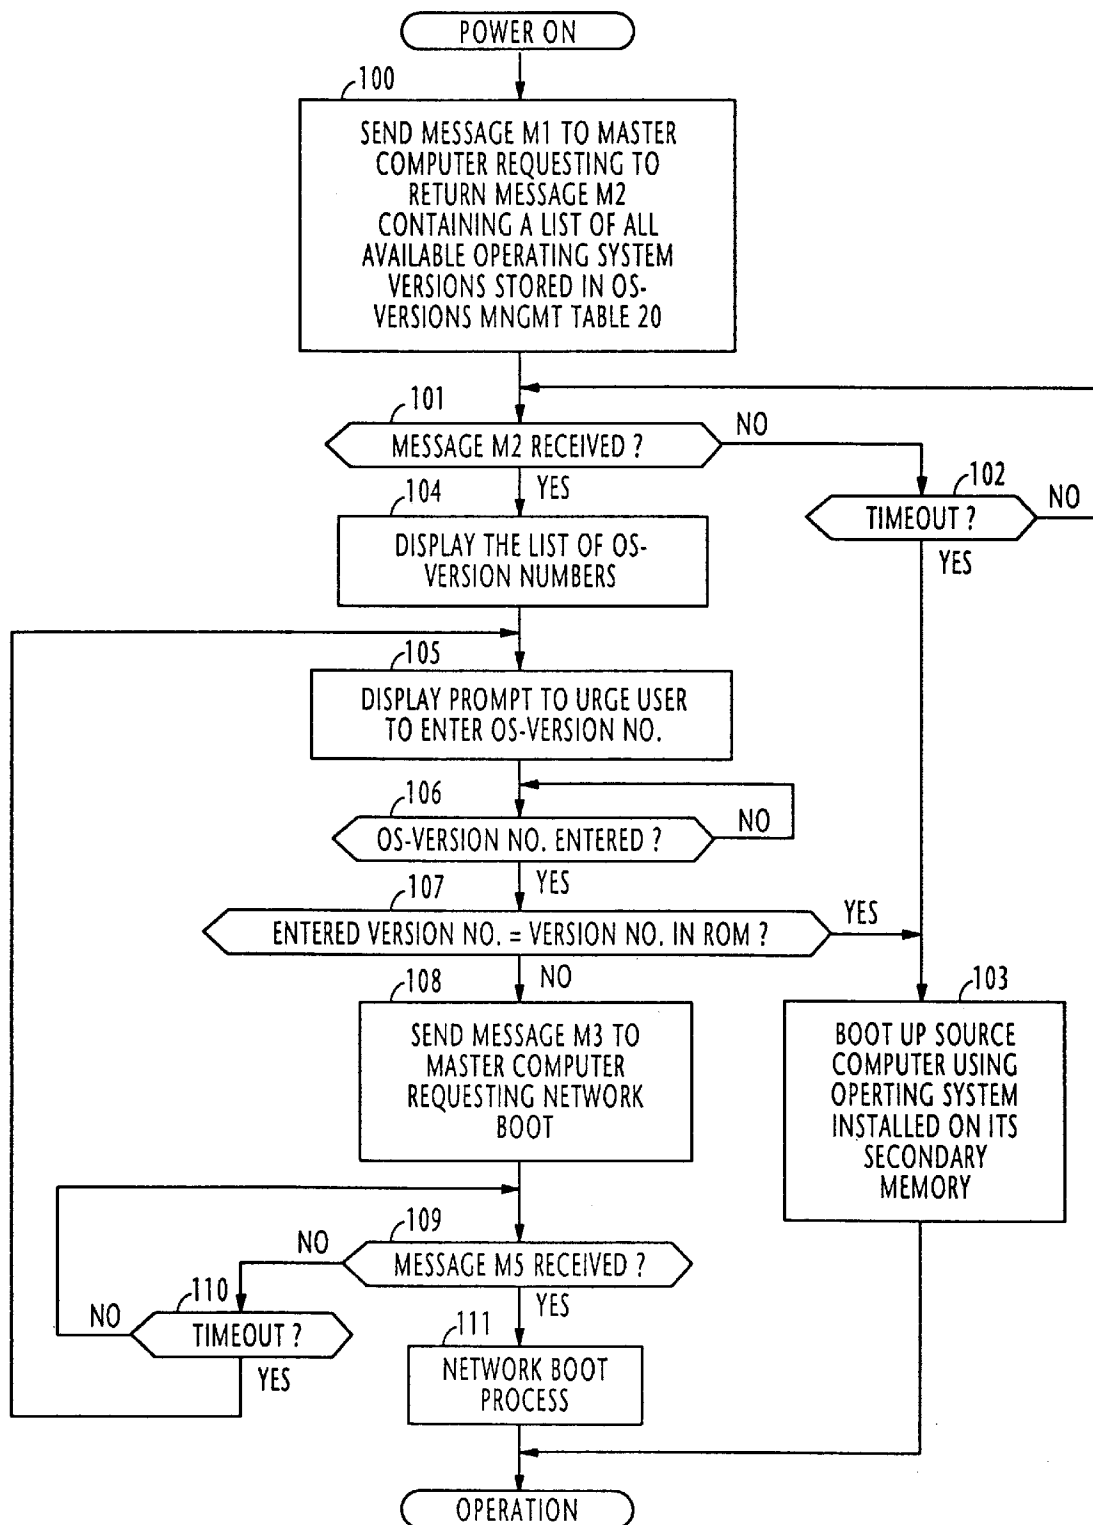 POWER ON
100
SEND MESSAGE M1 TO MASTER
COMPUTER REQUESTING TO
RETURN MESSAGE M2
CONTAINING A LIST OF ALL
AVAILABLE OPERATING SYSTEM
VERSIONS STORED IN OS-
VERSIONS MNGMT TABLE 20
101
MESSAGE M2 RECEIVED ?
NO
YES
102
TIMEOUT ?
NO
YES
104
DISPLAY THE LIST OF OS-
VERSION NUMBERS
105
DISPLAY PROMPT TO URGE USER
TO ENTER OS-VERSION NO.
106
OS-VERSION NO. ENTERED ?
NO
YES
107
ENTERED VERSION NO. = VERSION NO. IN ROM ?
YES
NO
108
SEND MESSAGE M3 TO
MASTER COMPUTER
REQUESTING NETWORK
BOOT
103
BOOT UP SOURCE
COMPUTER USING
OPERTING SYSTEM
INSTALLED ON ITS
SECONDARY
MEMORY
109
MESSAGE M5 RECEIVED ?
NO
YES
110
TIMEOUT ?
NO
YES
111
NETWORK BOOT
PROCESS
OPERATION